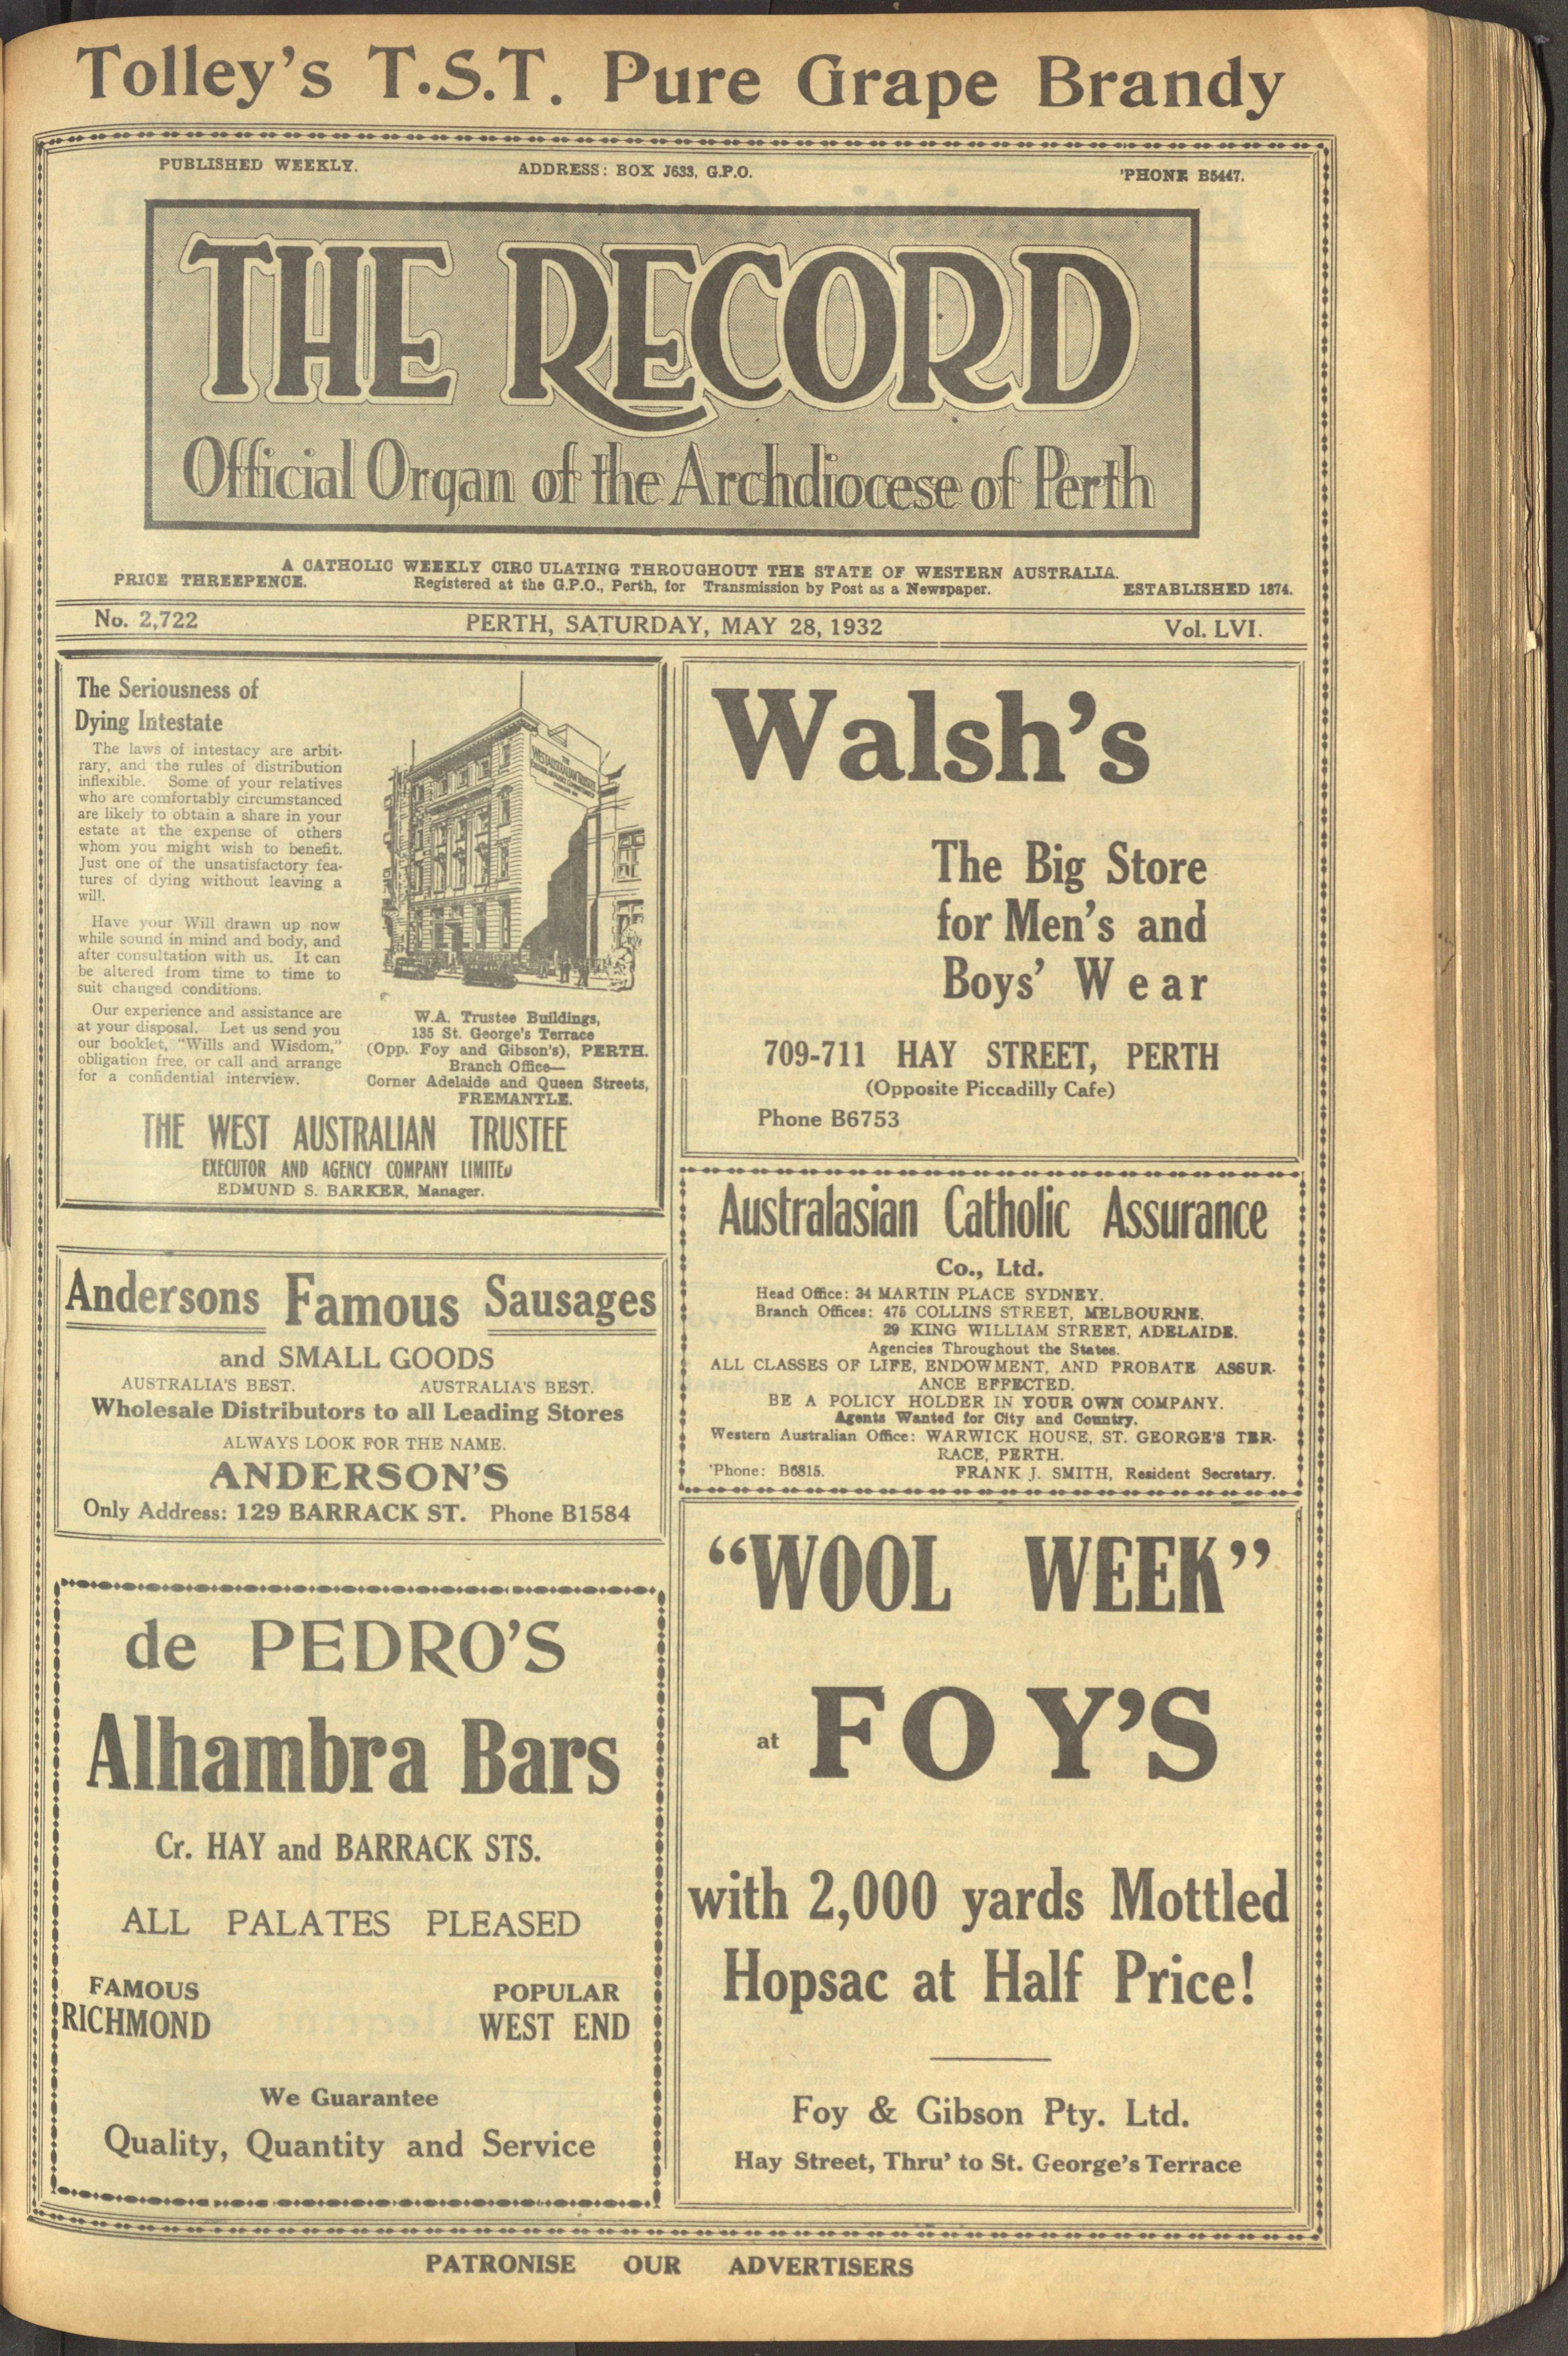 Tolley's T.S.T. Pure Grape Brandy
PUBLISHED WEEKLY.
ADDRESS: BOX J633, G.P.O.
'PHONE B5447.
THE RECORD
Official Organ of the Archdiocese of Perth
A CATHOLIC WEEKLY CIRCULATING THROUGHOUT THE STATE OF WESTERN AUSTRALIA.
PRICE THREEPENCE.
Registered at the G.P.O., Perth, for Transmission by Post as a Newspaper.
ESTABLISHED 1874.
No. 2,722
PERTH, SATURDAY, MAY 28, 1932
Vol. LVI.
The Seriousness of
Dying Intestate
The laws of intestacy are arbit-
rary, and the rules of distribution
inflexible. Some of your relatives
who are comfortably circumstanced
are likely to obtain a share in your
estate at the expense of others
whom you might wish to benefit.
Just one of the unsatisfactory fea-
tures of dying without leaving a
will.
Have your Will drawn up now
while sound in mind and body, and
after consultation with us. It can
be altered from time to time to
suit changed conditions.
Our experience and assistance are
at your disposal. Let us send you
our booklet, "Wills and Wisdom,"
obligation free, or call and arrange
for a confidential interview.
W.A. Trustee Buildings,
135 St. George's Terrace
(Opp. Foy and Gibson's), PERTH.
Branch Office—
Corner Adelaide and Queen Streets,
FREMANTLE.
THE WEST AUSTRALIAN TRUSTEE
EXECUTOR AND AGENCY COMPANY LIMITED
EDMUND S. BARKER, Manager.
Andersons Famous Sausages
and SMALL GOODS
AUSTRALIA'S BEST. AUSTRALIA'S BEST.
Wholesale Distributors to all Leading Stores
ALWAYS LOOK FOR THE NAME.
ANDERSON'S
Only Address: 129 BARRACK ST. Phone B1584
de PEDRO'S
Alhambra Bars
Cr. HAY and BARRACK STS.
ALL PALATES PLEASED
FAMOUS POPULAR
RICHMOND WEST END
We Guarantee
Quality, Quantity and Service
Walsh's
The Big Store
for Men's and
Boys' Wear
709-711 HAY STREET, PERTH
(Opposite Piccadilly Cafe)
Phone B6753
Australasian Catholic Assurance
Co., Ltd.
Head Office: 34 MARTIN PLACE SYDNEY.
Branch Offices: 475 COLLINS STREET, MELBOURNE.
29 KING WILLIAM STREET, ADELAIDE.
Agencies Throughout the States.
ALL CLASSES OF LIFE, ENDOWMENT, AND PROBATE ASSUR-
ANCE EFFECTED.
BE A POLICY HOLDER IN YOUR OWN COMPANY.
Agents Wanted for City and Country.
Western Australian Office: WARWICK HOUSE, ST. GEORGE'S TER-
RACE, PERTH.
'Phone: B6815. FRANK J. SMITH, Resident Secretary.
"WOOL WEEK"
at FOY'S
with 2,000 yards Mottled
Hopsac at Half Price!
Foy & Gibson Pty. Ltd.
Hay Street, Thru' to St. George's Terrace
PATRONISE OUR ADVERTISERS